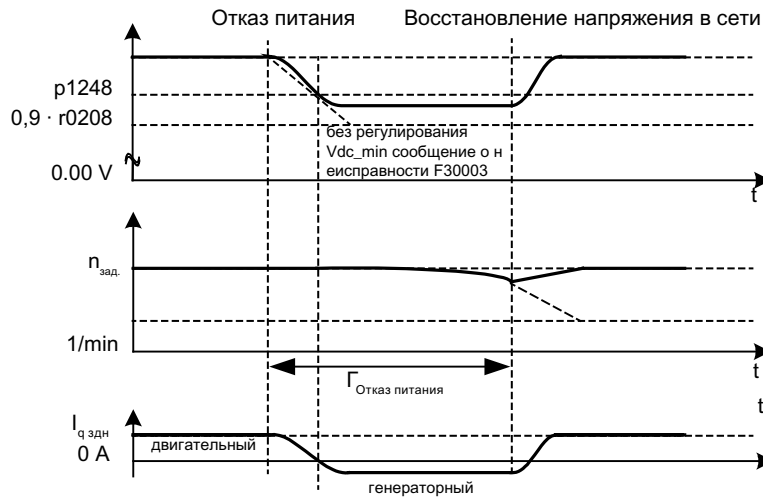 Отказ питания
Восстановление напряжения в сети
p1248
0,9 · r0208
0.00 V
без регулирования
Vdc_min сообщение о н
еисправности F30003
t
nзад.
1/min
ГОтказ питания
t
t
Iq здн
0 A
двигательный
генераторный